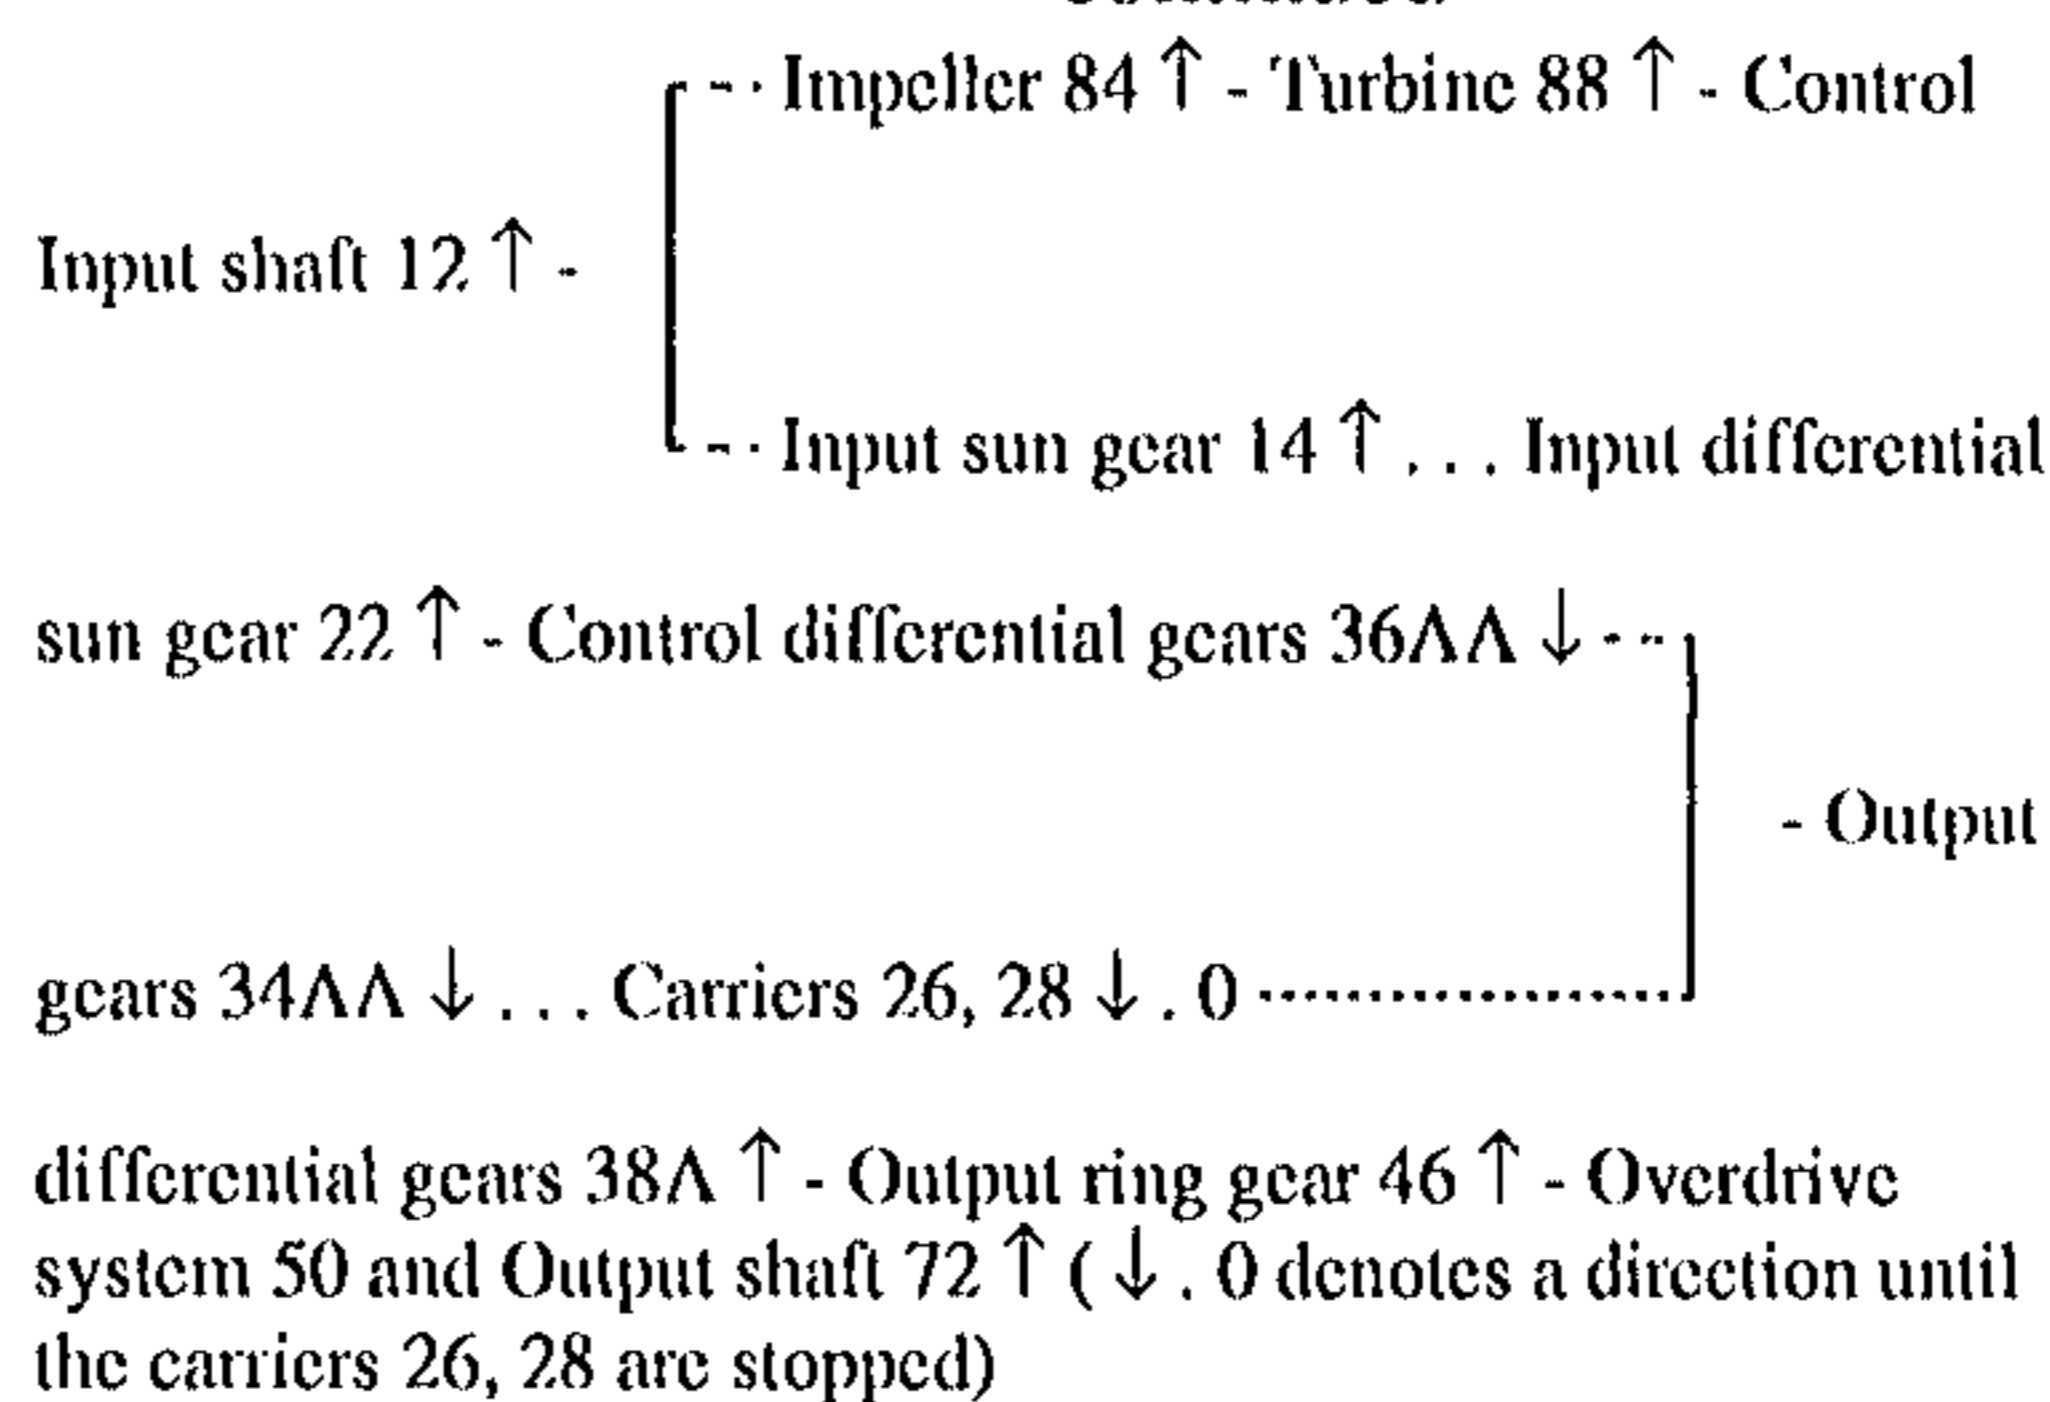 Impeller 84 ↑ - Turbine 88 ↑ - Control
Input shaft 12 ↑ -
Input sun gear 14 ↑ . . . Input differential
sun gear 22 ↑ - Control differential gears 36AA ↓
- Output
gears 34AA ↓ . . . Carriers 26, 28 ↓ . 0
differential gears 38A ↑ - Output ring gear 46 ↑ - Overdrive
system 50 and Output shaft 72 ↑ ( ↓ . 0 denotes a direction until
the carriers 26, 28 are stopped)